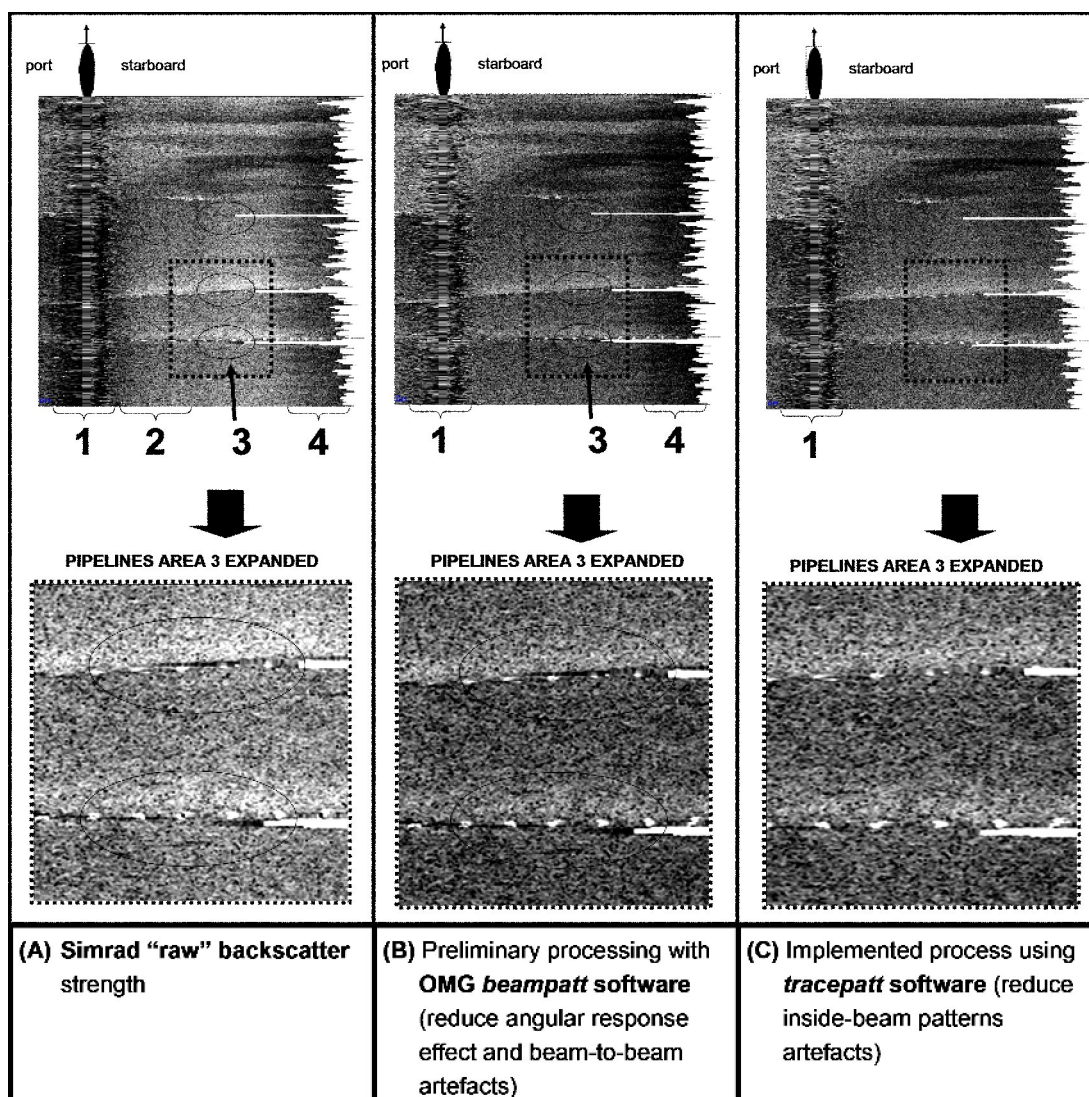 port starboard
1 2 3 4
PIPELINES AREA 3 EXPANDED
(A) Simrad “raw” backscatter
strength
port starboard
1 3 4
PIPELINES AREA 3 EXPANDED
(B) Preliminary processing with
OMG beampatt software
(reduce angular response
effect and beam-to-beam
artefacts)
port starboard
1
PIPELINES AREA 3 EXPANDED
(C) Implemented process using
tracepatt software (reduce
inside-beam patterns
artefacts)